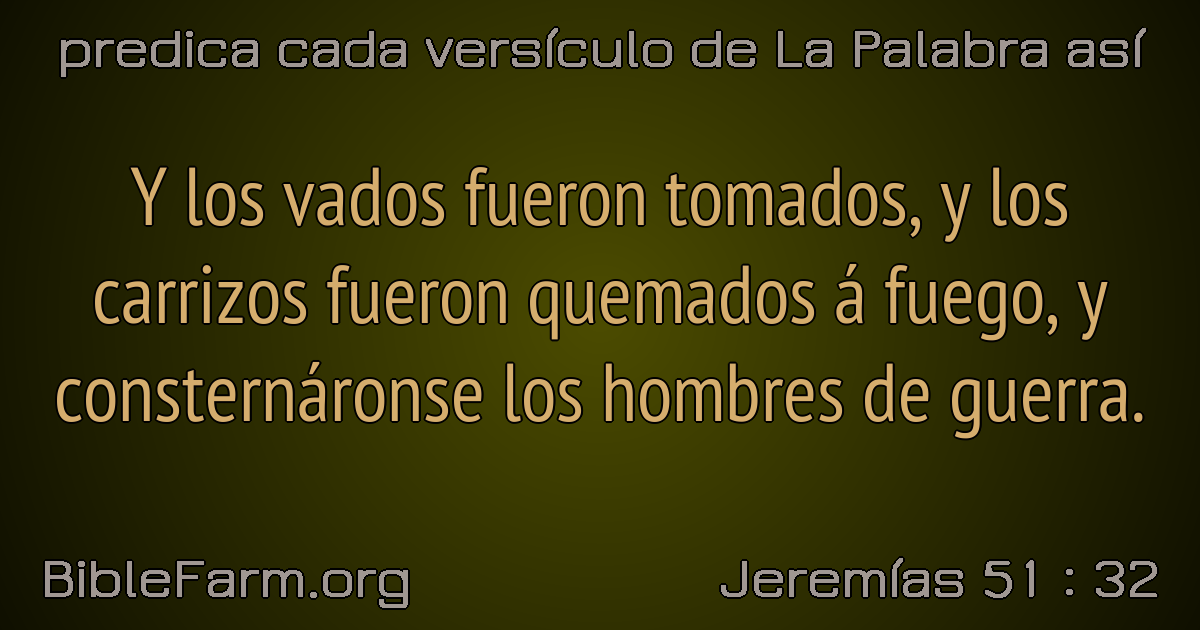 predica cada versículo de La Palabra así
Y los vados fueron tomados, y los
carrizos fueron quemados á fuego, y
consternáronse los hombres de guerra.
BibleFarm.org
Jeremías 51 : 32